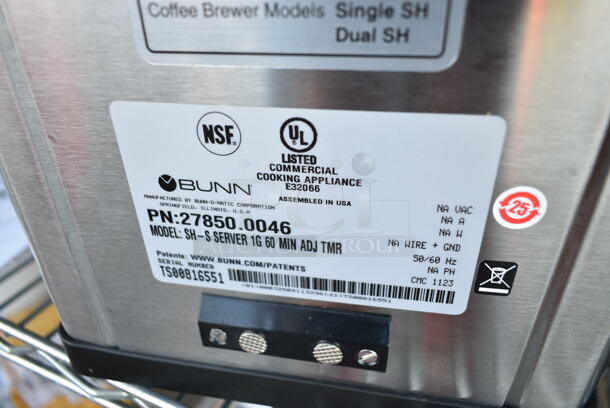 Coffee Brewer Models Single SH
Dual SH
NSF
UL
LISTED
COMMERCIAL
COOKING APPLIANCE
E32066
BUNN
ASSEMBLED IN USA
MANUFACTURED BY BUNN-O-MATIC CORPORATION
SPRINGFIELD, ILLINOIS, U.S.A.
PN:27850.0046
MODEL: SH-S SERVER 1G 60 MIN ADJ TMR
NA VAC
NA A
NA W
NA WIRE + GND
50/60 Hz
NA PH
CMC 1123
Patents: WWW.BUNN.COM/PATENTS
SERIAL NUMBER
TS00816551
25